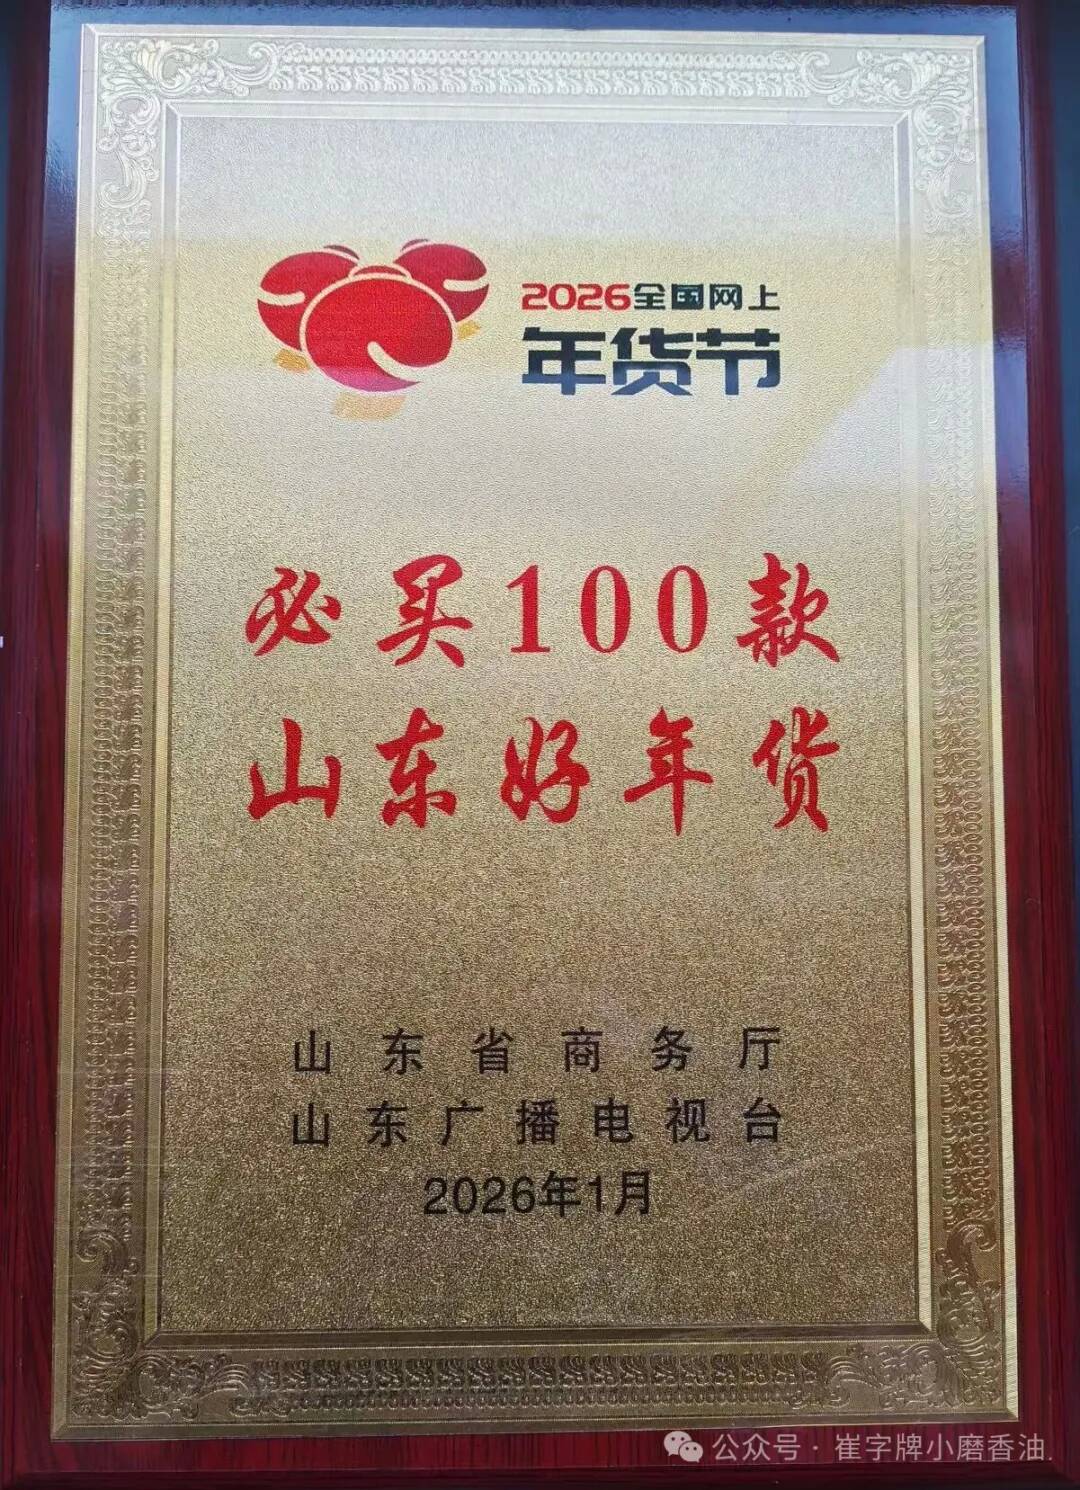 2026全国网上
年货节
必买100款
山东好年货
山东省商务厅
山东广播电视台
2026年1月
公众号·崔字牌小磨香油